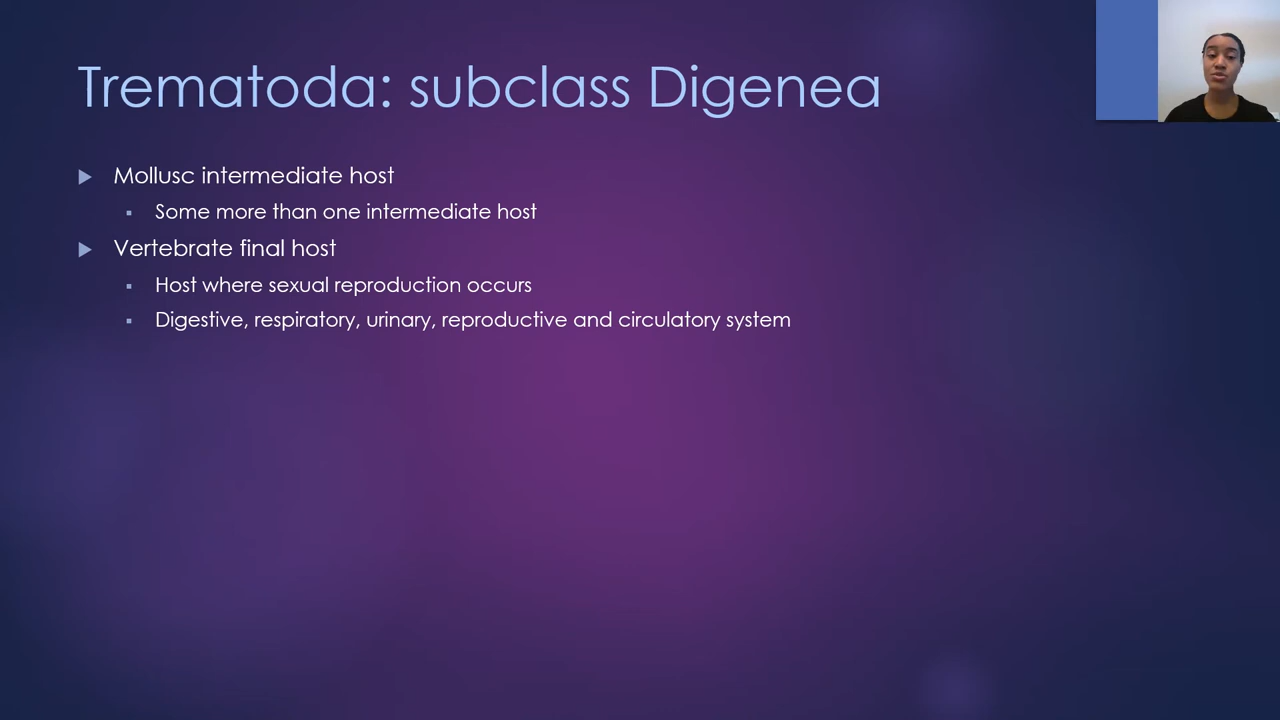 Trematoda: subclass Digenea
Mollusc intermediate host
Some more than one intermediate host
Vertebrate final host
Host where sexual reproduction occurs
Digestive, respiratory, urinary, reproductive and circulatory system